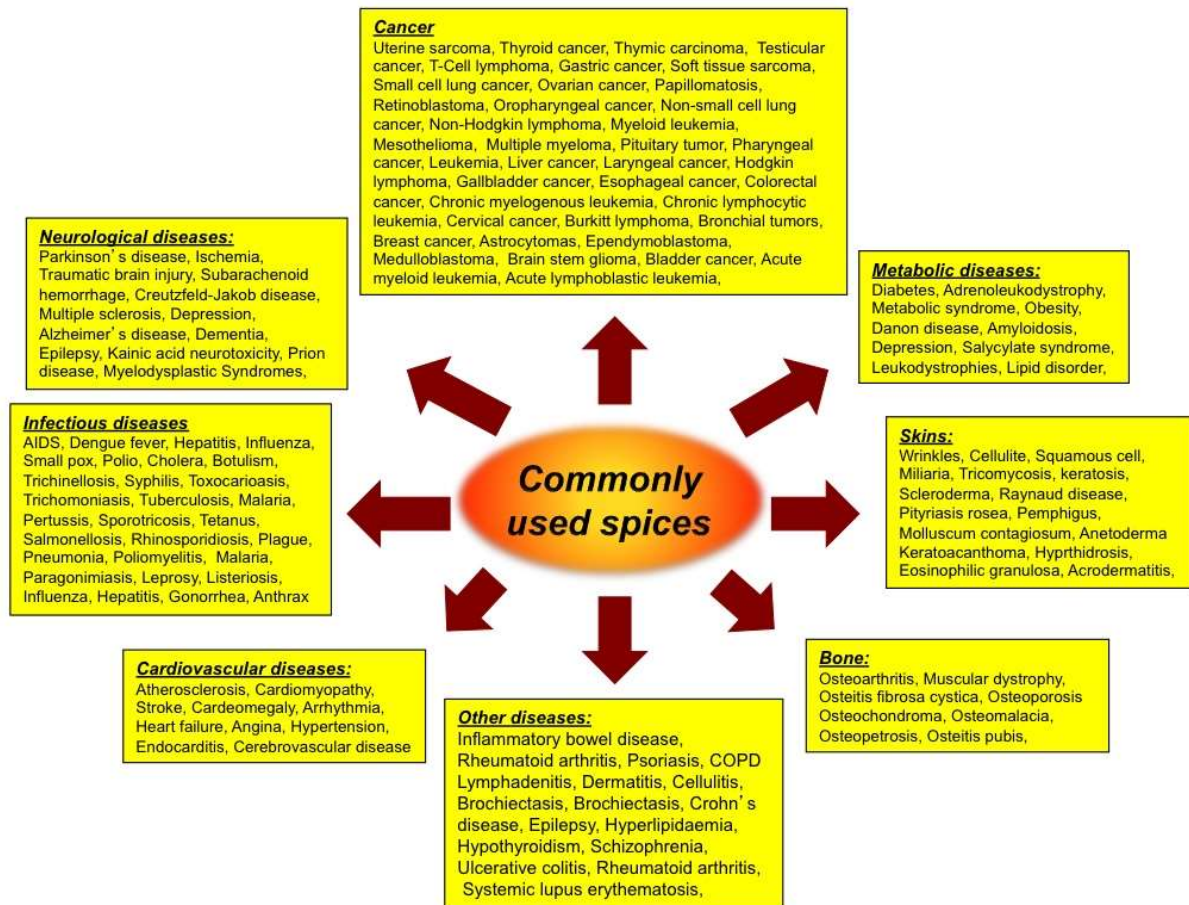 Cancer
Uterine sarcoma, Thyroid cancer, Thymic carcinoma, Testicular
cancer, T-Cell lymphoma, Gastric cancer, Soft tissue sarcoma,
Small cell lung cancer, Ovarian cancer, Papillomatosis,
Retinoblastoma, Oropharyngeal cancer, Non-small cell lung
cancer, Non-Hodgkin lymphoma, Myeloid leukemia,
Mesothelioma, Multiple myeloma, Pituitary tumor, Pharyngeal
cancer, Leukemia, Liver cancer, Laryngeal cancer, Hodgkin
lymphoma, Gallbladder cancer, Esophageal cancer, Colorectal
cancer, Chronic myelogenous leukemia, Chronic lymphocytic
leukemia, Cervical cancer, Burkitt lymphoma, Bronchial tumors,
Breast cancer, Astrocytomas, Ependymoblastoma,
Medulloblastoma, Brain stem glioma, Bladder cancer, Acute
myeloid leukemia, Acute lymphoblastic leukemia,
Neurological diseases:
Parkinson's disease, Ischemia,
Traumatic brain injury, Subarachenoid
hemorrhage, Creutzfeld-Jakob disease,
Multiple sclerosis, Depression,
Alzheimer's disease, Dementia,
Epilepsy, Kainic acid neurotoxicity, Prion
disease, Myelodysplastic Syndromes,
Metabolic diseases:
Diabetes, Adrenoleukodystrophy,
Metabolic syndrome, Obesity,
Danon disease, Amyloidosis,
Depression, Salycylate syndrome,
Leukodystrophies, Lipid disorder,
Infectious diseases
AIDS, Dengue fever, Hepatitis, Influenza,
Small pox, Polio, Cholera, Botulism,
Trichinellosis, Syphilis, Toxocarioasis,
Trichomoniasis, Tuberculosis, Malaria,
Pertussis, Sporotricosis, Tetanus,
Salmonellosis, Rhinosporidiosis, Plague,
Pneumonia, Poliomyelitis, Malaria,
Paragonimiasis, Leprosy, Listeriosis,
Influenza, Hepatitis, Gonorrhea, Anthrax
Commonly
used spices
Skins:
Wrinkles, Cellulite, Squamous cell,
Miliaria, Tricomycosis, keratosis,
Scleroderma, Raynaud disease,
Pityriasis rosea, Pemphigus,
Molluscum contagiosum, Anetoderma
Keratoacanthoma, Hyprthidrosis,
Eosinophilic granulosa, Acrodermatitis,
Cardiovascular diseases:
Atherosclerosis, Cardiomyopathy,
Stroke, Cardeomegaly, Arrhythmia,
Heart failure, Angina, Hypertension,
Endocarditis, Cerebrovascular disease
Other diseases:
Inflammatory bowel disease,
Rheumatoid arthritis, Psoriasis, COPD
Lymphadenitis, Dermatitis, Cellulitis,
Brochiectasis, Brochiectasis, Crohn's
disease, Epilepsy, Hyperlipidaemia,
Hypothyroidism, Schizophrenia,
Ulcerative colitis, Rheumatoid arthritis,
Systemic lupus erythematosis,
Bone:
Osteoarthritis, Muscular dystrophy,
Osteitis fibrosa cystica, Osteoporosis
Osteochondroma, Osteomalacia,
Osteopetrosis, Osteitis pubis,